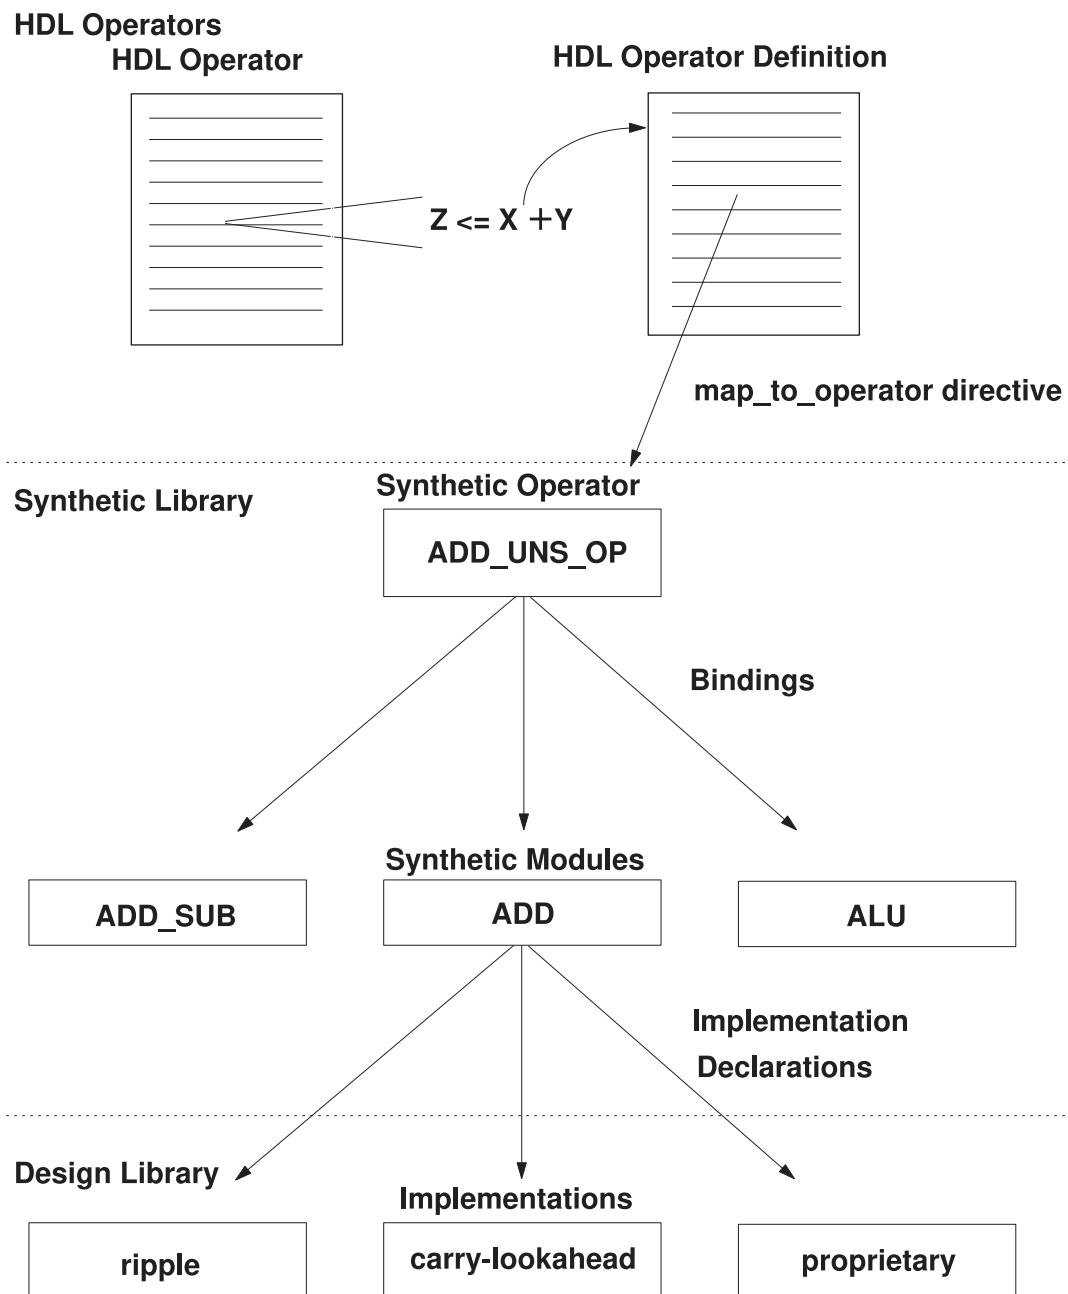 HDL Operators
HDL Operator
HDL Operator Definition
Z <= X +Y
map_to_operator directive
Synthetic Library
Synthetic Operator
ADD_UNS_OP
Bindings
Synthetic Modules
ADD_SUB
ADD
ALU
Implementation
Declarations
Design Library
Implementations
ripple
carry-lookahead
proprietary